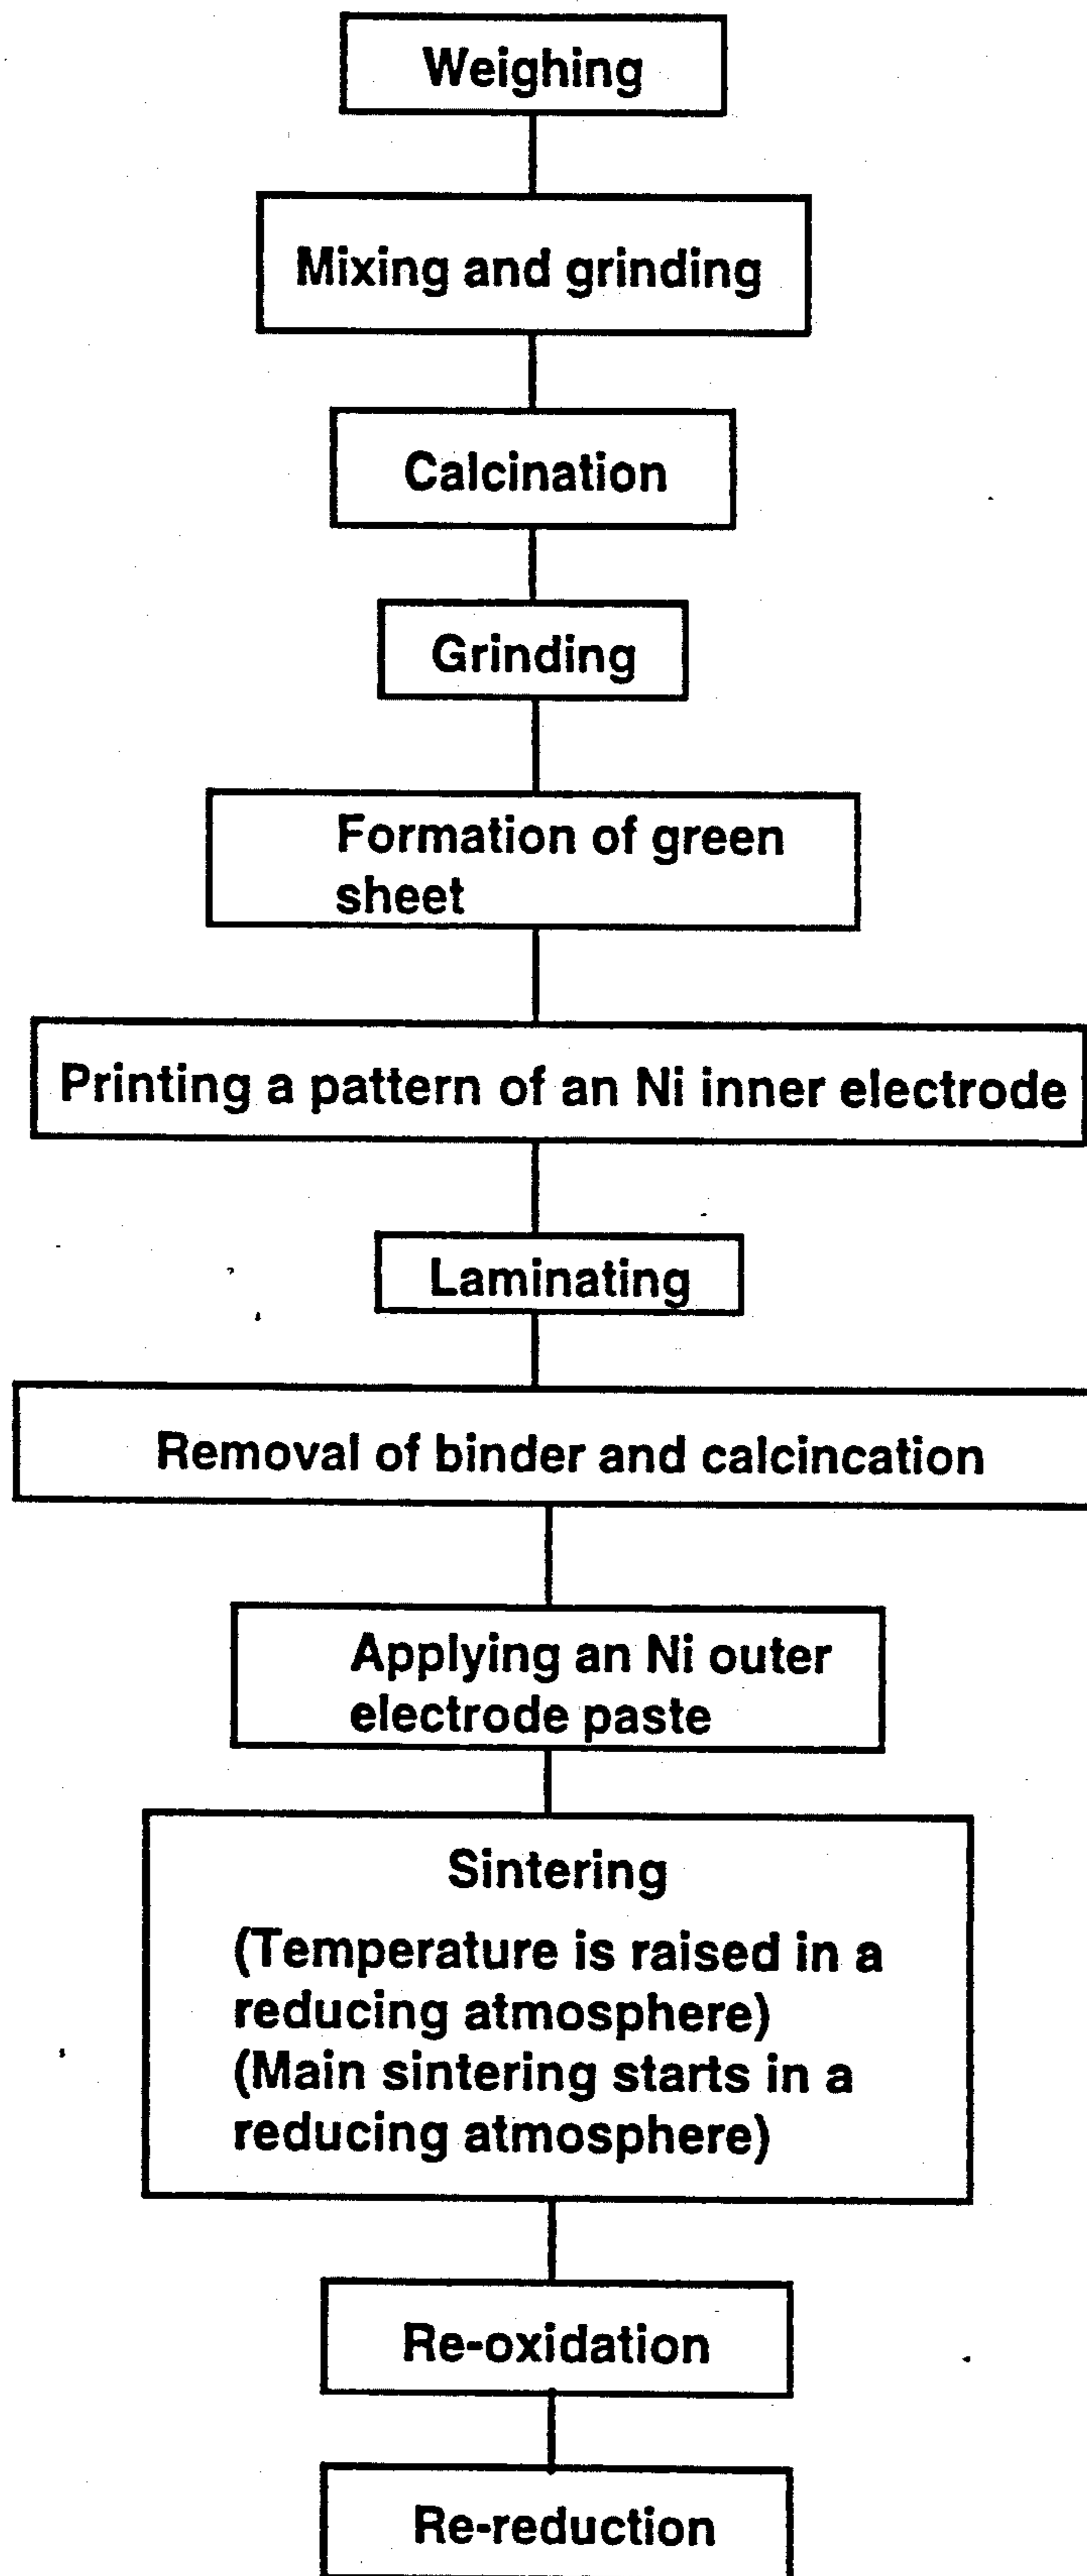 Weighing
Mixing and grinding
Calcination
Grinding
Formation of green
sheet
Printing a pattern of an Ni inner electrode
Laminating
Removal of binder and calcincation
Applying an Ni outer
electrode paste
Sintering
(Temperature is raised in a
reducing atmosphere)
(Main sintering starts in a
reducing atmosphere)
Re-oxidation
Re-reduction